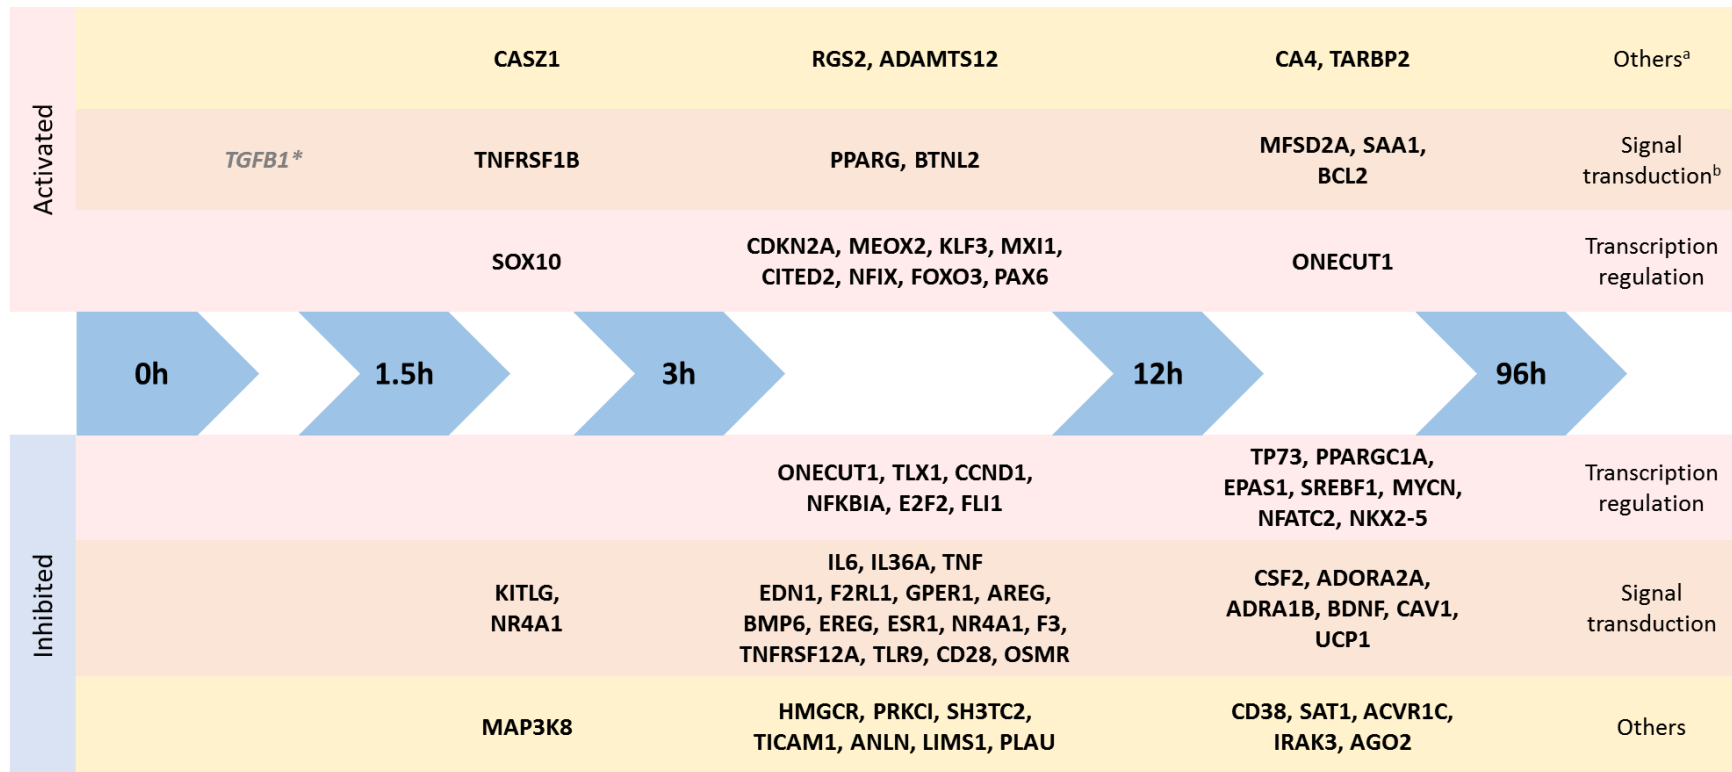 Activated
CASZ1
RGS2, ADAMTS12
CA4, TARBP2
Othersᵃ
TGFB1*
TNFRSF1B
PPARG, BTNL2
MFSD2A, SAA1,
BCL2
Signal
transductionᵇ
SOX10
CDKN2A, MEOX2, KLF3, MXI1,
CITED2, NFIX, FOXO3, PAX6
ONECUT1
Transcription
regulation
0h
1.5h
3h
12h
96h
Inhibited
ONECUT1, TLX1, CCND1,
NFKBIA, E2F2, FLI1
TP73, PPARGC1A,
EPAS1, SREBF1, MYCN,
NFATC2, NKX2-5
Transcription
regulation
KITLG,
NR4A1
IL6, IL36A, TNF
EDN1, F2RL1, GPER1, AREG,
BMP6, EREG, ESR1, NR4A1, F3,
TNFRSF12A, TLR9, CD28, OSMR
CSF2, ADORA2A,
ADRA1B, BDNF, CAV1,
UCP1
Signal
transduction
MAP3K8
HMGCR, PRKCI, SH3TC2,
TICAM1, ANLN, LIMS1, PLAU
CD38, SAT1, ACVR1C,
IRAK3, AGO2
Others